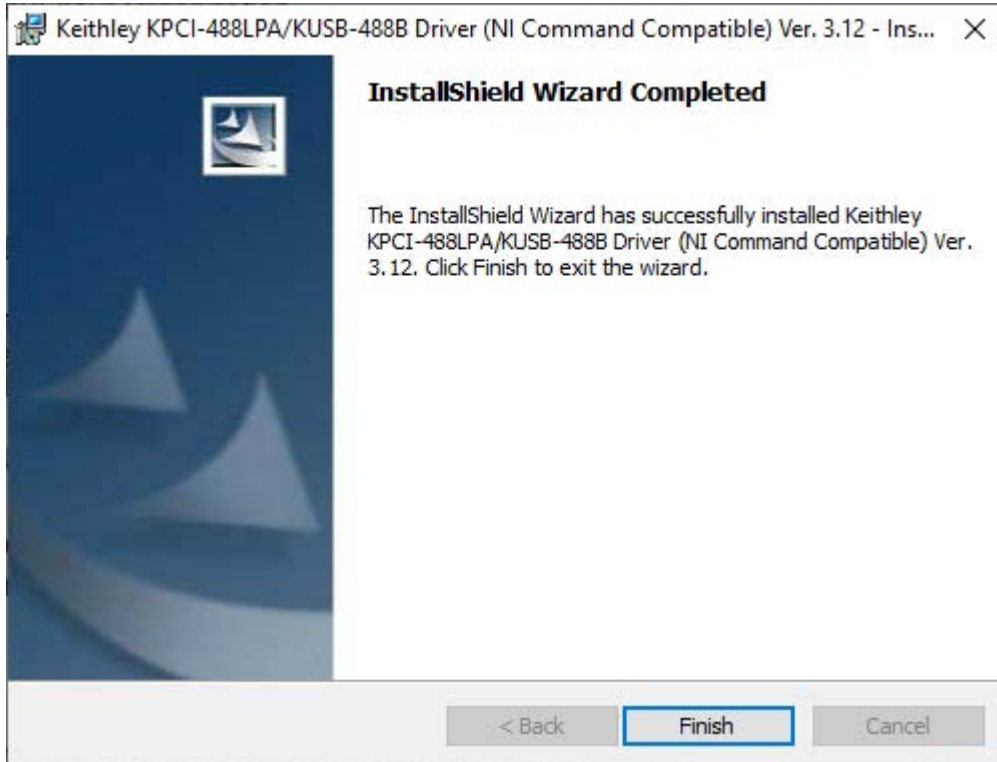 Keithley KPCI-488LPA/KUSB-488B Driver (NI Command Compatible) Ver. 3.12 - Ins...
InstallShield Wizard Completed
The InstallShield Wizard has successfully installed Keithley
KPCI-488LPA/KUSB-488B Driver (NI Command Compatible) Ver.
3.12. Click Finish to exit the wizard.
< Back
Finish
Cancel